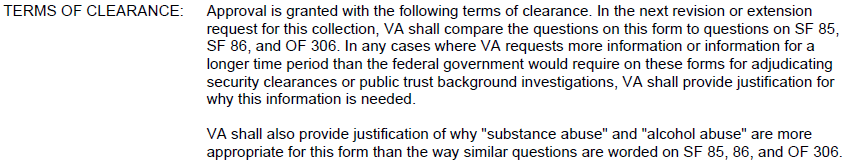 TERMS OF CLEARANCE: Approval is granted with the following terms of clearance. In the next revision or extension
request for this collection, VA shall compare the questions on this form to questions on SF 85,
SF 86, and OF 306. In any cases where VA requests more information or information for a
longer time period than the federal government would require on these forms for adjudicating
security clearances or public trust background investigations, VA shall provide justification for
why this information is needed.
VA shall also provide justification of why "substance abuse" and "alcohol abuse" are more
appropriate for this form than the way similar questions are worded on SF 85, 86, and OF 306.